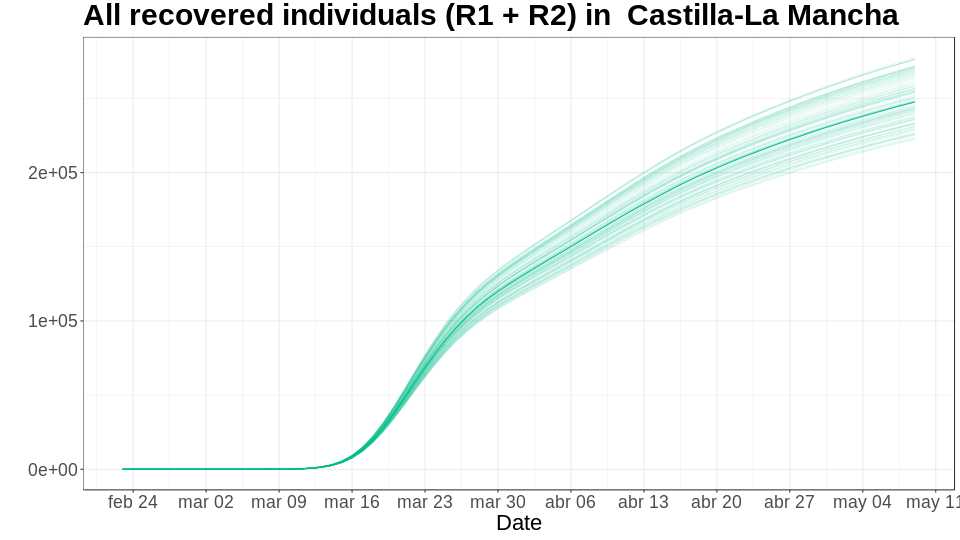 All recovered individuals (R1 + R2) in  Castilla-La Mancha
2e+05
1e+05
0e+00
feb 24 mar 02 mar 09 mar 16 mar 23 mar 30 abr 06 abr 13 abr 20 abr 27 may 04 may 11
Date